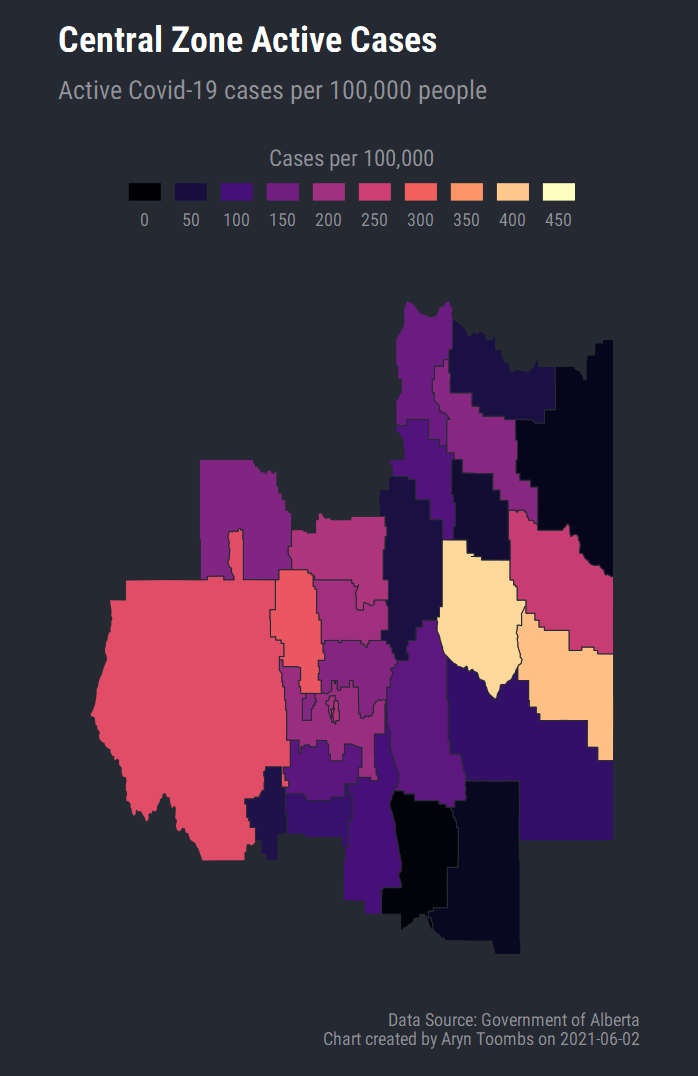 Central Zone Active Cases
Active Covid-19 cases per 100,000 people
Cases per 100,000
0 50 100 150 200 250 300 350 400 450
Data Source: Government of Alberta
Chart created by Aryn Toombs on 2021-06-02